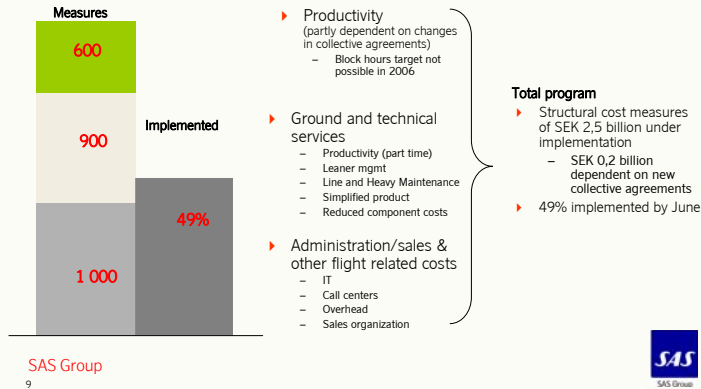 Measures
600
900
1 000
Implemented
49%
Productivity
(partly dependent on changes
in collective agreements)
– Block hours target not
possible in 2006
Ground and technical
services
– Productivity (part time)
– Leaner mgmt
– Line and Heavy Maintenance
– Simplified product
– Reduced component costs
Administration/sales &
other flight related costs
– IT
– Call centers
– Overhead
– Sales organization
Total program
Structural cost measures
of SEK 2,5 billion under
implementation
– SEK 0,2 billion
dependent on new
collective agreements
49% implemented by June
SAS Group
9
SAS
SAS Group